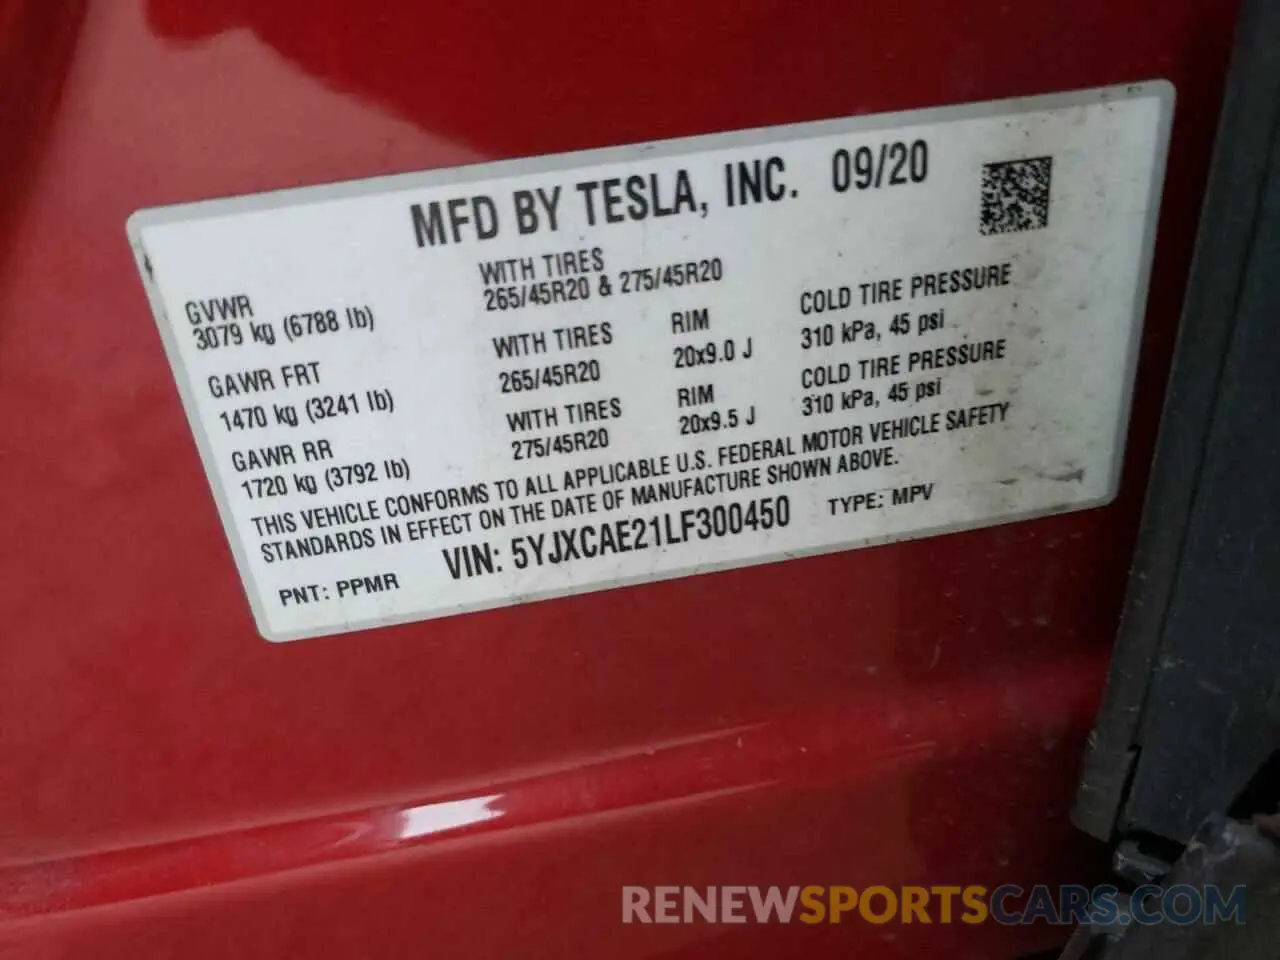 MFD BY TESLA, INC. 09/20
GVWR WITH TIRES
3079 kg (6788 lb) 265/45R20 & 275/45R20
GAWR FRT WITH TIRES RIM COLD TIRE PRESSURE
1470 kg (3241 lb) 265/45R20 20x9.0 J 310 kPa, 45 psi
GAWR RR WITH TIRES RIM COLD TIRE PRESSURE
1720 kg (3792 lb) 275/45R20 20x9.5 J 310 kPa, 45 psi
THIS VEHICLE CONFORMS TO ALL APPLICABLE U.S. FEDERAL MOTOR VEHICLE SAFETY
STANDARDS IN EFFECT ON THE DATE OF MANUFACTURE SHOWN ABOVE.
PNT: PPMR VIN: 5YJXCAE21LF300450 TYPE: MPV
RENEWSPORTSCARS.COM